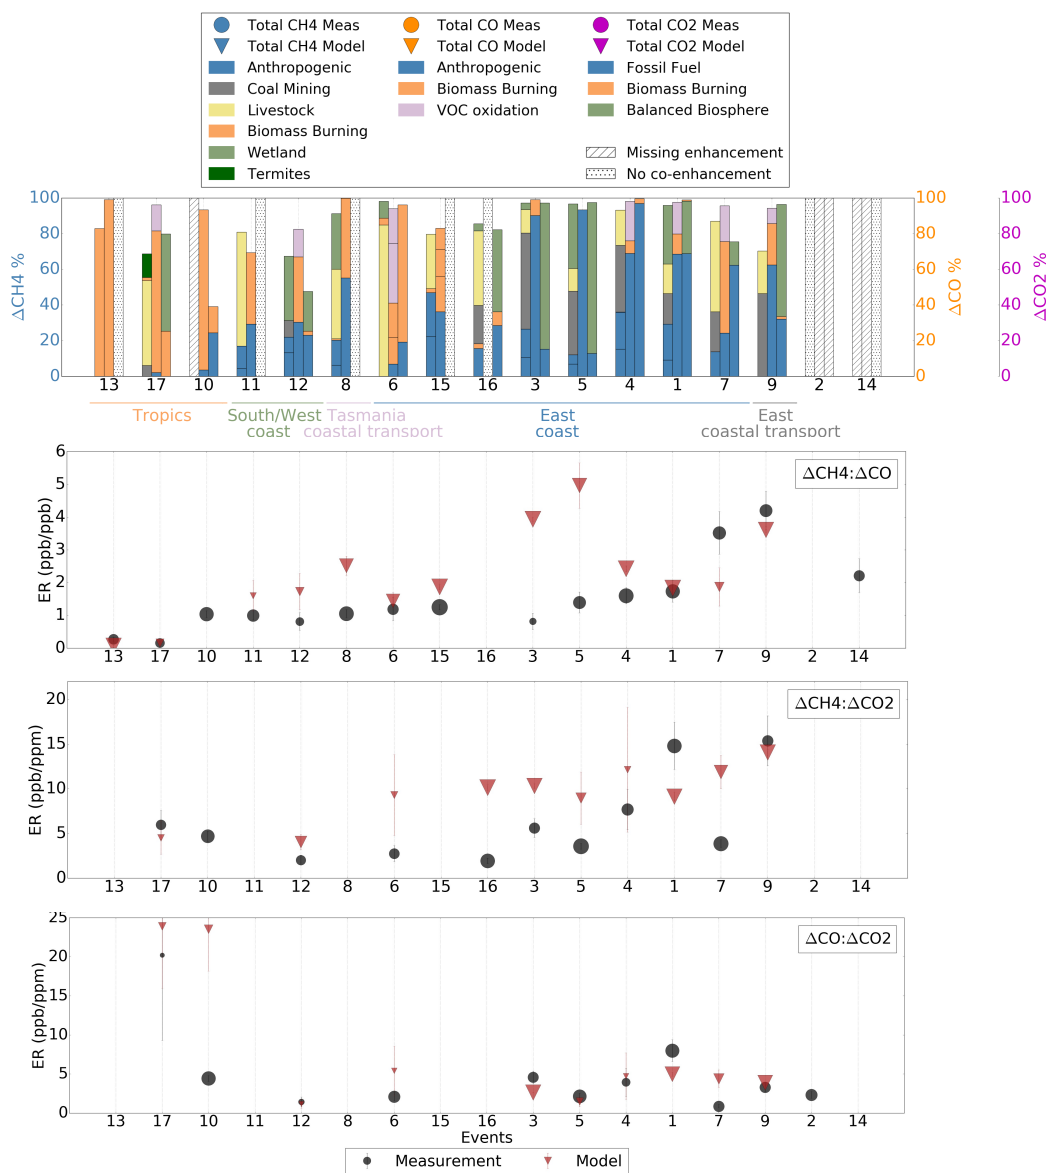 Total CH4 Meas Total CO Meas Total CO2 Meas
Total CH4 Model Total CO Model Total CO2 Model
Anthropogenic Anthropogenic Fossil Fuel
Coal Mining Biomass Burning Biomass Burning
Livestock VOC oxidation Balanced Biosphere
Biomass Burning
Wetland Missing enhancement
Termites No co-enhancement
100 100 100
80 80 80
60 60 60
40 40 40
20 20 20
0 0 0
ΔCH4 % ΔCO % ΔCO2 %
13 17 10 11 12 8 6 15 16 3 5 4 1 7 9 2 14
Tropics South/West Tasmania East East
coast coastal transport coast coastal transport
6
5
4
3
2
1
0
ER (ppb/ppb)
ΔCH4:ΔCO
13 17 10 11 12 8 6 15 16 3 5 4 1 7 9 2 14
20
15
10
5
0
ER (ppb/ppm)
ΔCH4:ΔCO2
13 17 10 11 12 8 6 15 16 3 5 4 1 7 9 2 14
25
20
15
10
5
0
ER (ppb/ppm)
ΔCO:ΔCO2
13 17 10 11 12 8 6 15 16 3 5 4 1 7 9 2 14
Events
Measurement Model